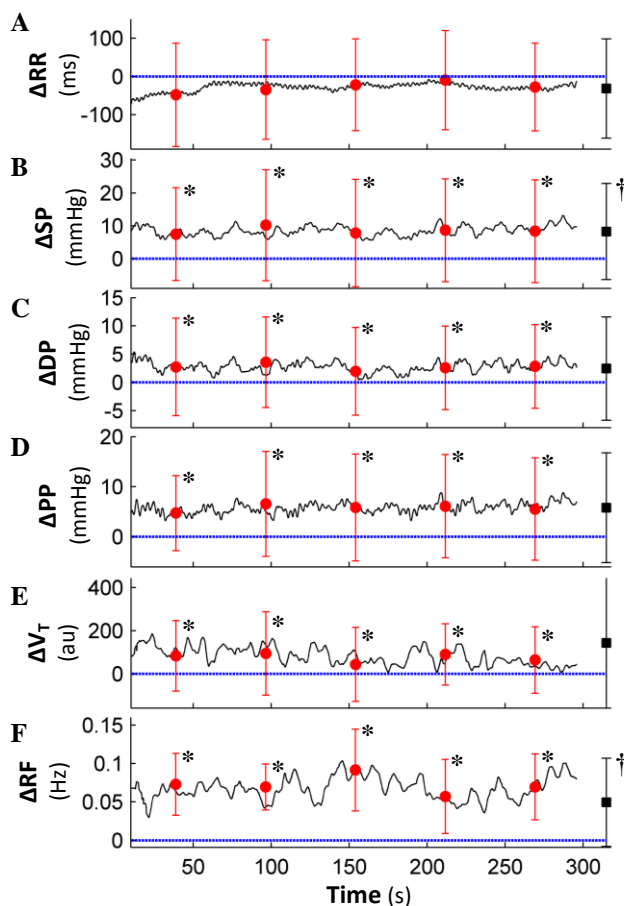 A
ΔRR
(ms)
100
0
-100
B
ΔSP
(mmHg)
30
20
10
0
* * * * * †
C
ΔDP
(mmHg)
15
10
5
0
-5
* * * * *
D
ΔPP
(mmHg)
20
10
0
* * * * *
E
ΔV_T
(au)
400
200
0
* * * * *
F
ΔRF
(Hz)
0.15
0.1
0.05
0
* * * * * †
50 100 150 200 250 300
Time (s)